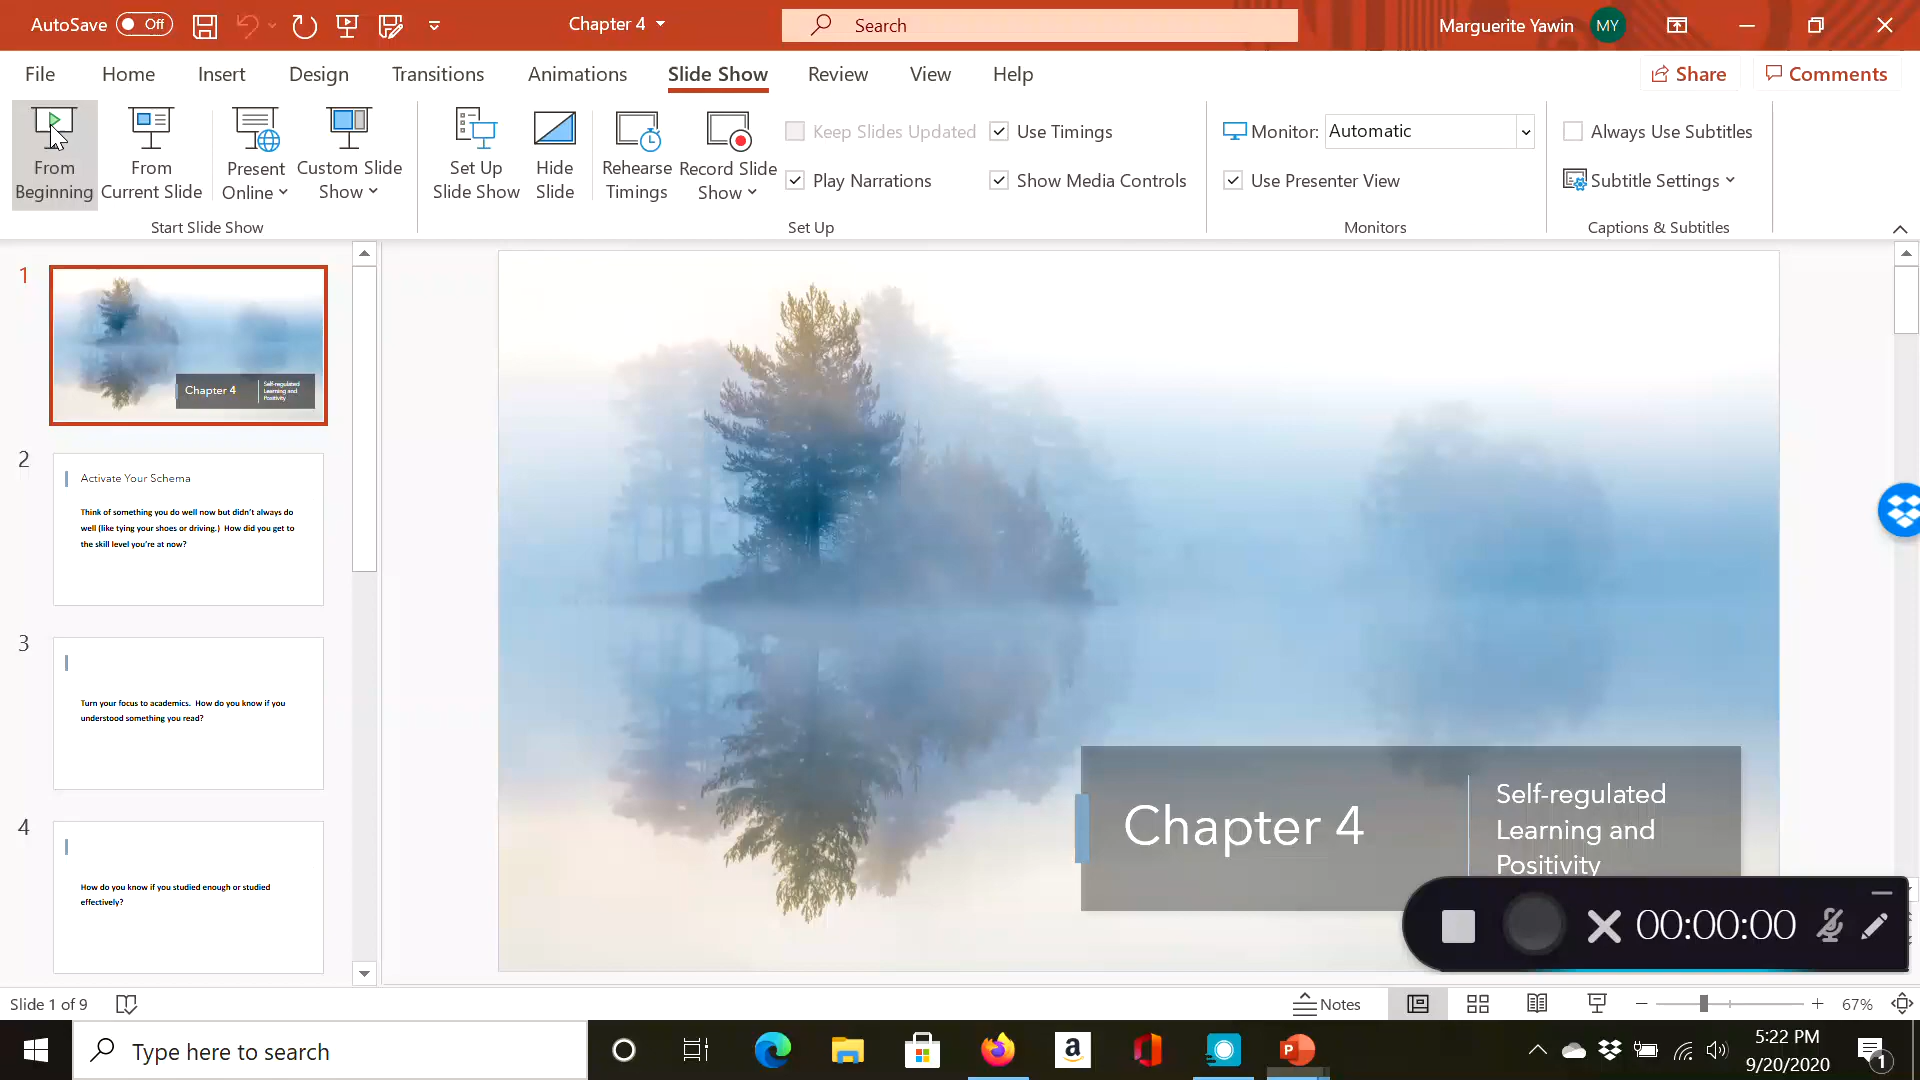 AutoSave Off Chapter 4 Search Marguerite Yawin MY
File Home Insert Design Transitions Animations Slide Show Review View Help Share Comments
From Beginning
From Current Slide
Present Online
Custom Slide Show
Start Slide Show
Set Up Slide Show
Hide Slide
Rehearse Timings
Record Slide Show
Keep Slides Updated
Play Narrations
Use Timings
Show Media Controls
Set Up
Monitor: Automatic
Use Presenter View
Monitors
Always Use Subtitles
Subtitle Settings
Captions & Subtitles
1
Chapter 4
Self-regulated
Learning and
Positivity
2
Activate Your Schema
Think of something you do well now but didn't always do
well (like tying your shoes or driving.) How did you get to
the skill level you're at now?
3
Turn your focus to academics. How do you know if you
understood something you read?
4
How do you know if you studied enough or studied
effectively?
Chapter 4
Self-regulated
Learning and
Positivity
00:00:00
Slide 1 of 9 Notes 67%
Type here to search
5:22 PM
9/20/2020
1